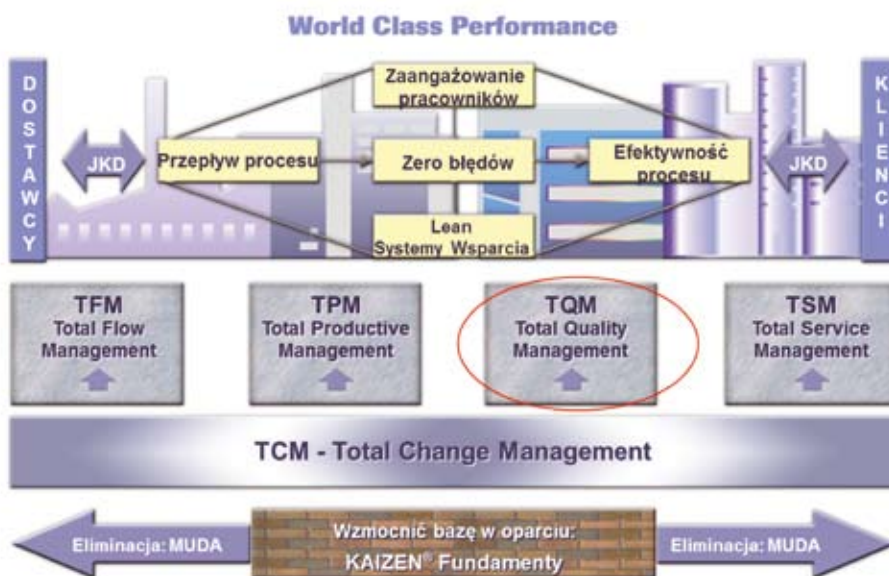 World Class Performance
DOSTAWCY
KLIENCI
Zaangażowanie
pracowników
JKD
Przepływ procesu
Zero błędów
Efektywność
procesu
JKD
Lean
Systemy Wsparcia
TFM
Total Flow
Management
TPM
Total Productive
Management
TQM
Total Quality
Management
TSM
Total Service
Management
TCM - Total Change Management
Eliminacja: MUDA
Wzmocnić bazę w oparciu:
KAIZEN® Fundamenty
Eliminacja: MUDA